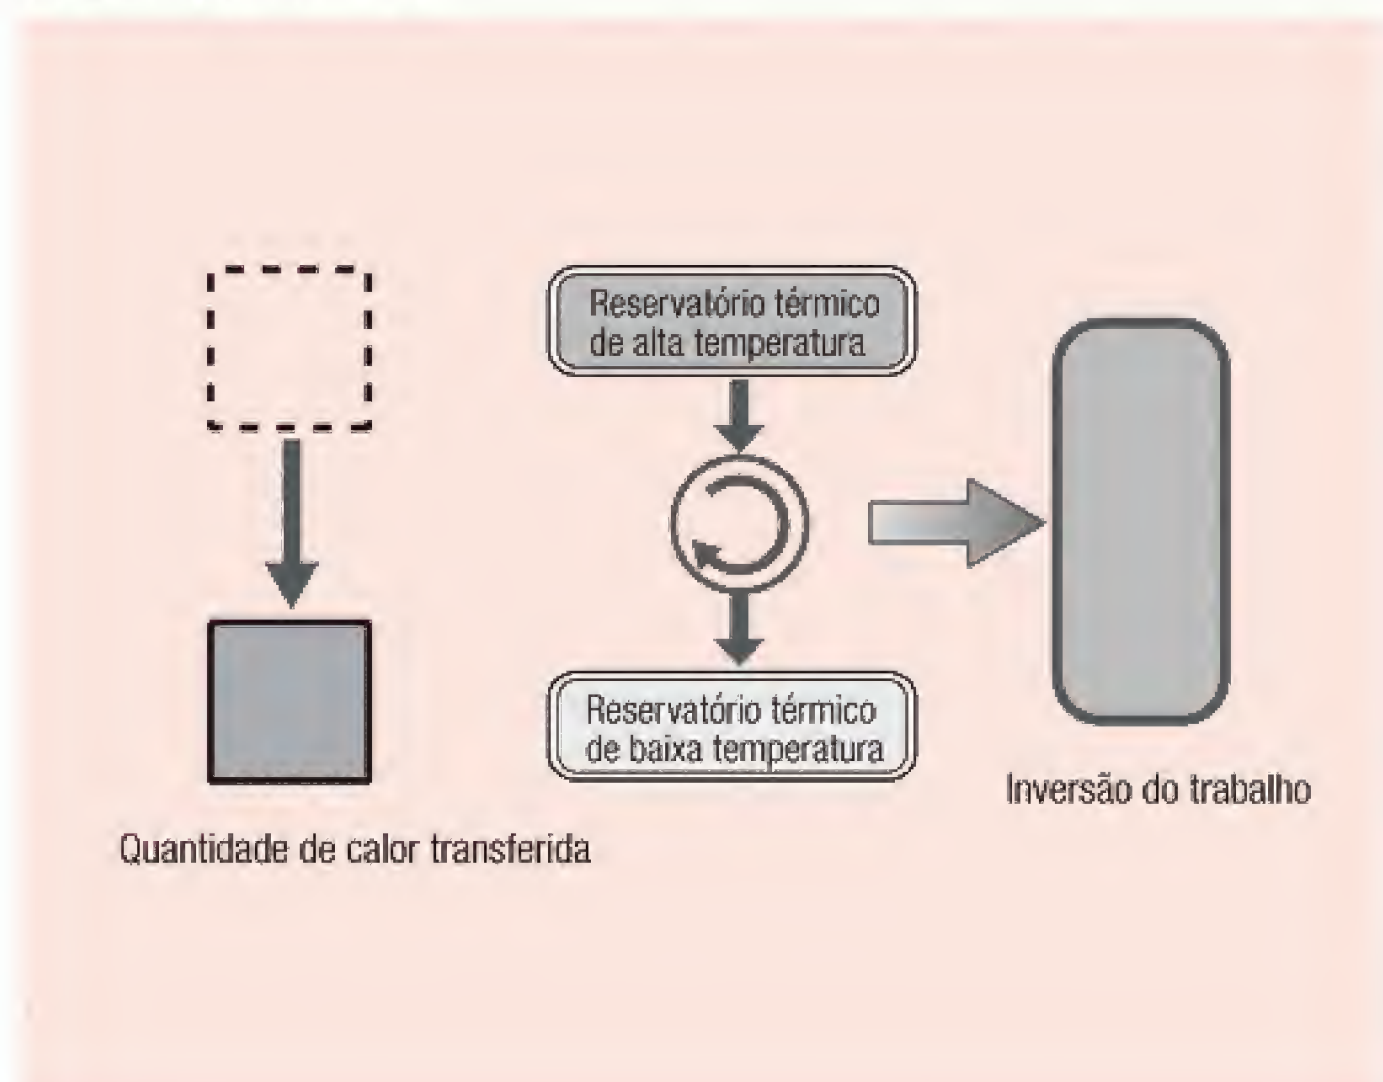 Reservatório térmico
de alta temperatura
Reservatório térmico
de baixa temperatura
Inversão do trabalho
Quantidade de calor transferida